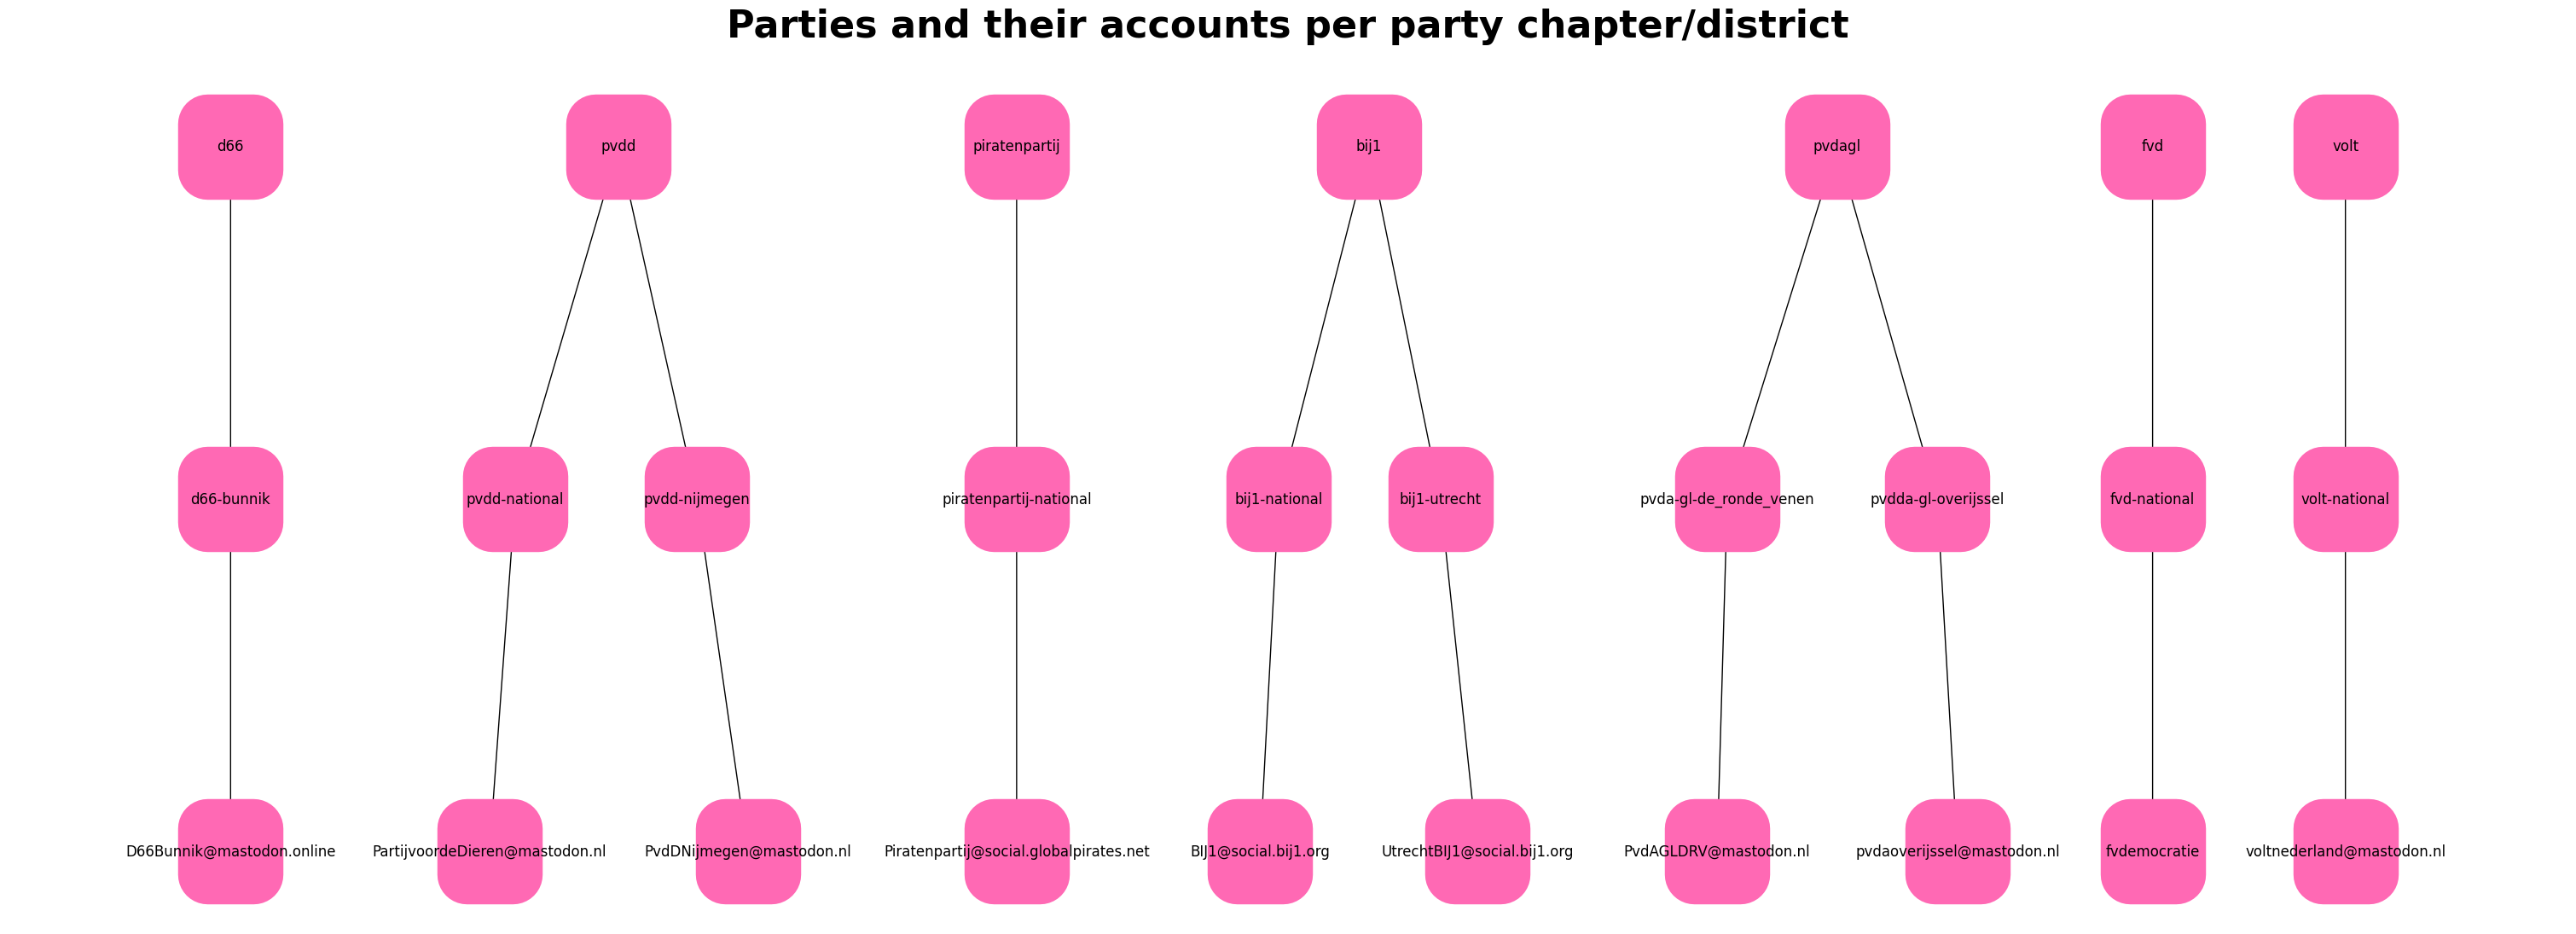 Parties and their accounts per party chapter/district
d66
pvdd
piratenpartij
bij1
pvdagl
fvd
volt
d66-bunnik
pvdd-national
pvdd-nijmegen
piratenpartij-national
bij1-national
bij1-utrecht
pvda-gl-de_ronde_venen
pvdda-gl-overijssel
fvd-national
volt-national
D66Bunnik@mastodon.online
PartijvoordeDieren@mastodon.nl
PvdDNijmegen@mastodon.nl
Piratenpartij@social.globalpirates.net
BIJ1@social.bij1.org
UtrechtBIJ1@social.bij1.org
PvdAGLDRV@mastodon.nl
pvdaoverijssel@mastodon.nl
fvdemocratie
voltnederland@mastodon.nl